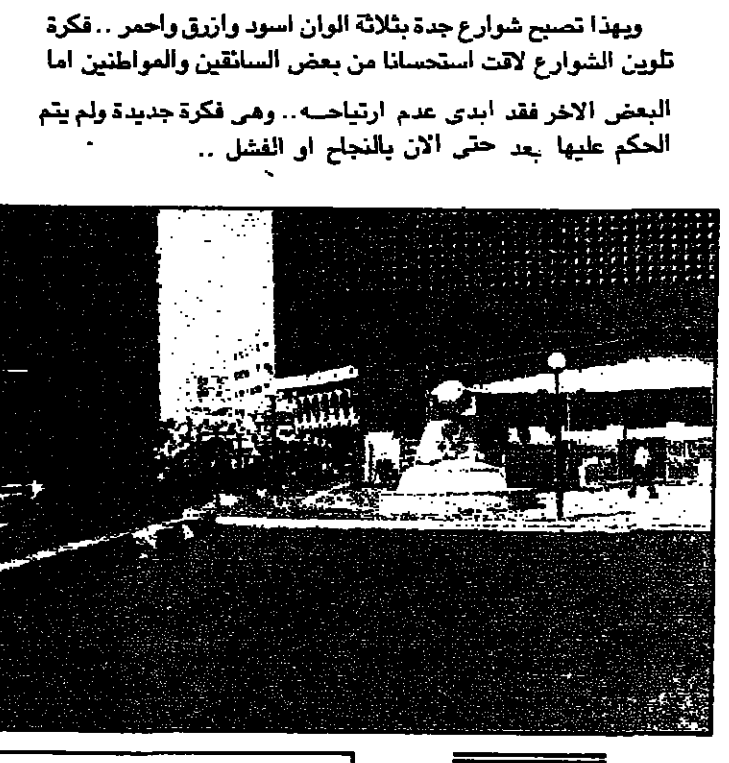 وبهذا تصبح شوارع جدة بثلاثة الوان اسود وازرق واحمر .. فكرة
تلوين الشوارع لاقت استحسانا من بعض السائقين والمواطنين اما
البعض الاخر فقد ابدى عدم ارتياحـــه .. وهى فكرة جديدة ولم يتم
الحكم عليها بعد حتى الان بالنجاح او الفشل ..